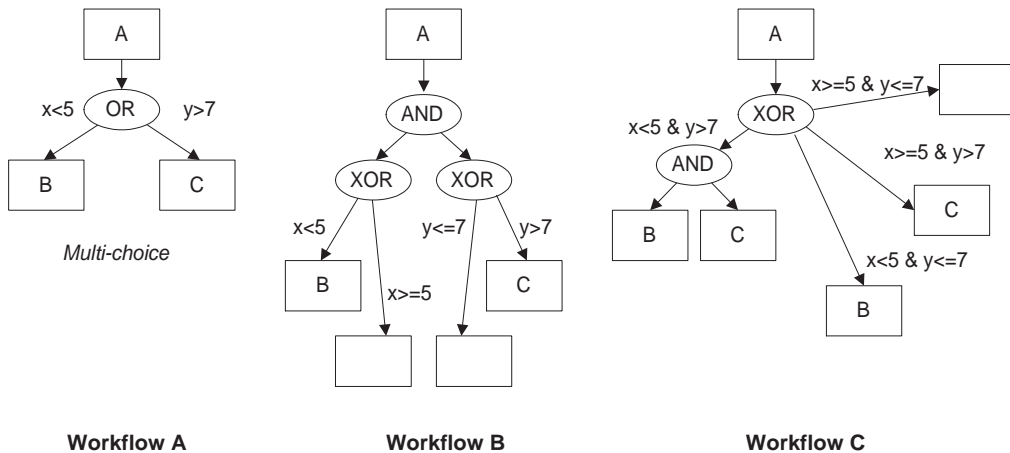 A
OR
x<5
y>7
B
C
Multi-choice
Workflow A
A
AND
XOR
XOR
x<5
y<=7
y>7
B
x>=5
C
Workflow B
A
XOR
x>=5 & y<=7
x<5 & y>7
AND
x>=5 & y>7
B
C
C
x<5 & y<=7
B
Workflow C